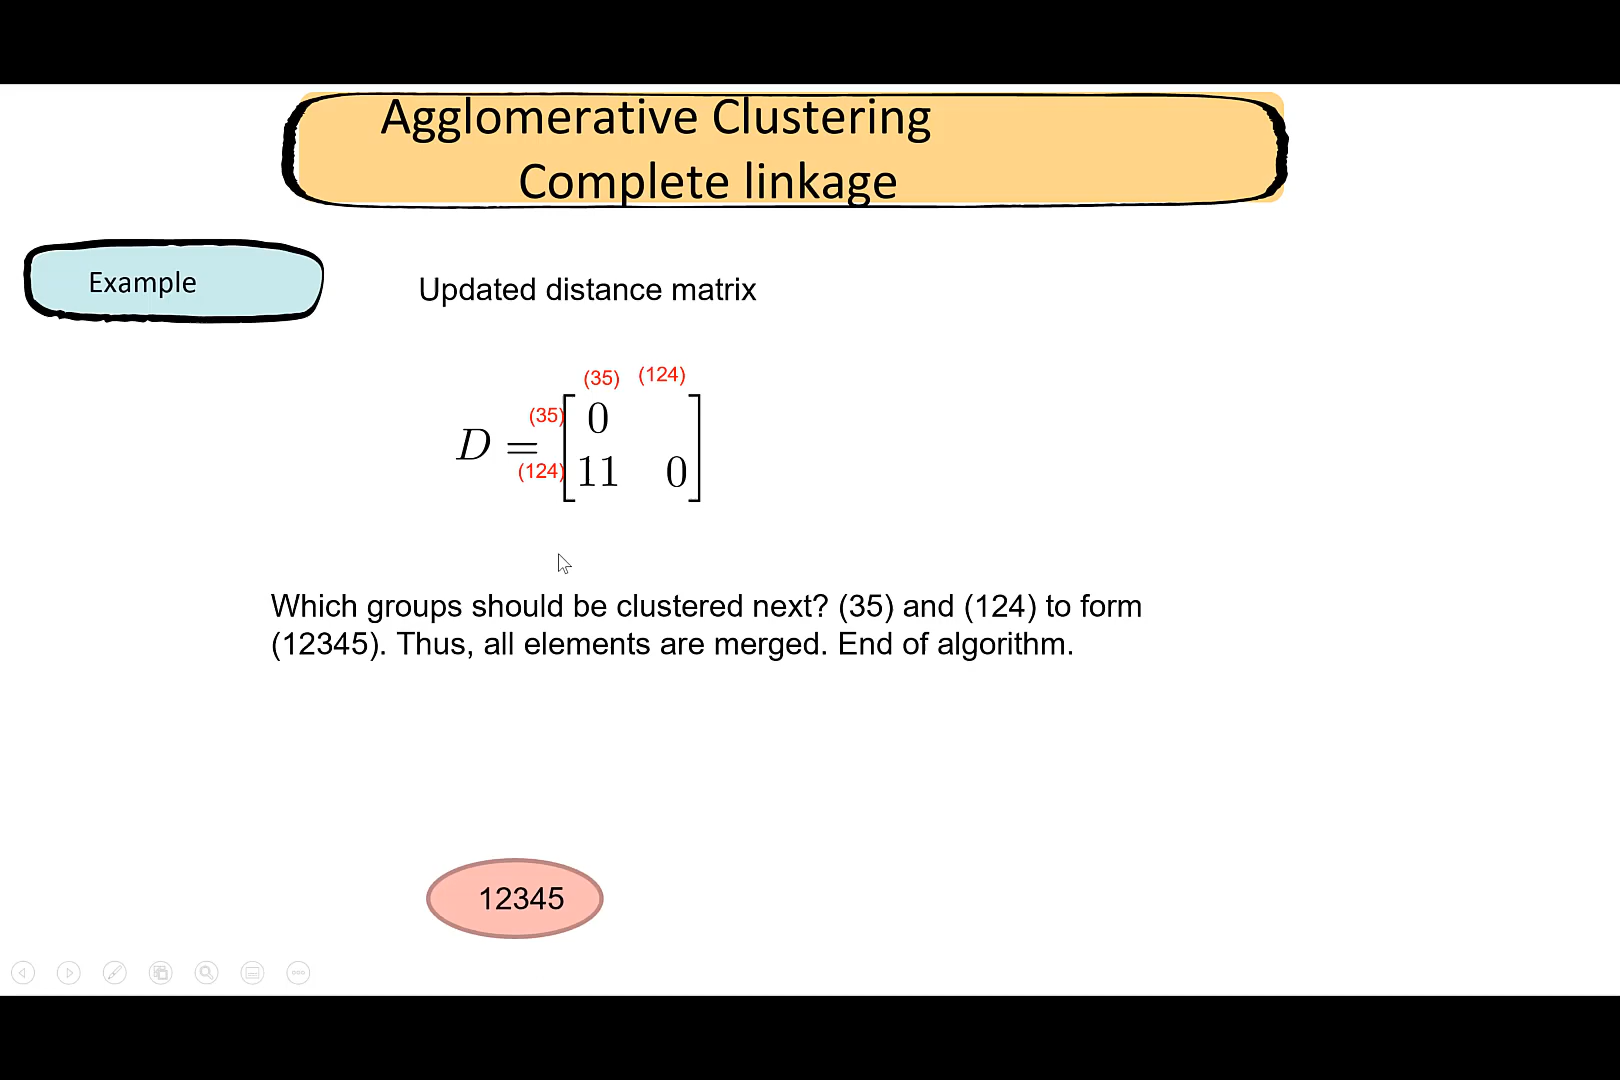 Agglomerative Clustering
Complete linkage
Example
Updated distance matrix
(35) (124)
(35) 0
D =
(124) 11 0
Which groups should be clustered next? (35) and (124) to form
(12345). Thus, all elements are merged. End of algorithm.
12345